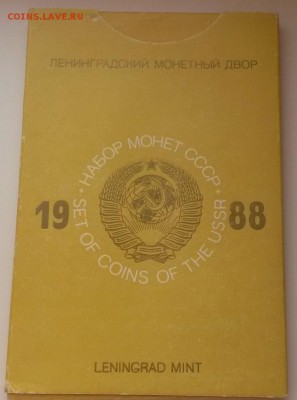 COINS.LAVE.RU
ЛЕНИНГРАДСКИЙ МОНЕТНЫЙ ДВОР
• НАБОР МОНЕТ СССР •
19 88
SET OF COINS OF THE USSR
LENINGRAD MINT